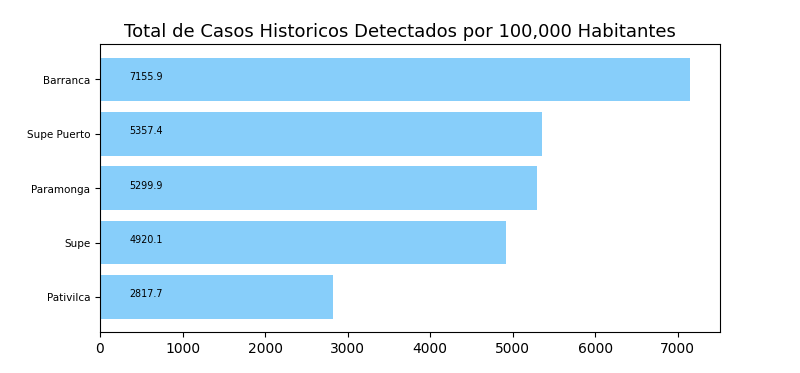 Total de Casos Historicos Detectados por 100,000 Habitantes
Barranca 7155.9
Supe Puerto 5357.4
Paramonga 5299.9
Supe 4920.1
Pativilca 2817.7
0 1000 2000 3000 4000 5000 6000 7000